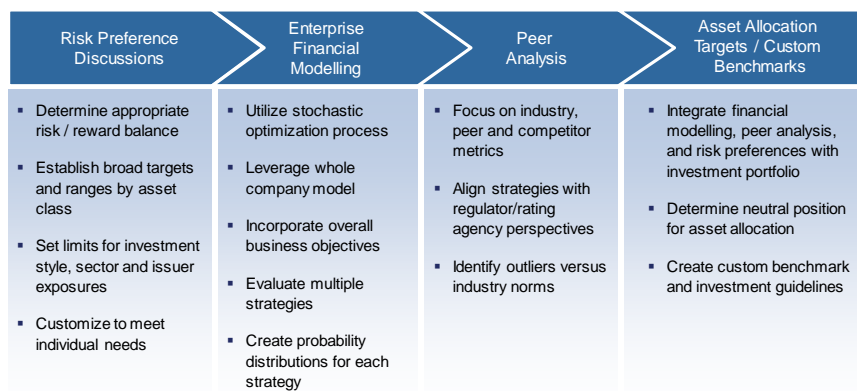 Risk Preference
Discussions
Enterprise
Financial
Modelling
Peer
Analysis
Asset Allocation
Targets / Custom
Benchmarks
▪ Determine appropriate
risk / reward balance
▪ Establish broad targets
and ranges by asset
class
▪ Set limits for investment
style, sector and issuer
exposures
▪ Customize to meet
individual needs
▪ Utilize stochastic
optimization process
▪ Leverage whole
company model
▪ Incorporate overall
business objectives
▪ Evaluate multiple
strategies
▪ Create probability
distributions for each
strategy
▪ Focus on industry,
peer and competitor
metrics
▪ Align strategies with
regulator/rating
agency perspectives
▪ Identify outliers versus
industry norms
▪ Integrate financial
modelling, peer analysis,
and risk preferences with
investment portfolio
▪ Determine neutral position
for asset allocation
▪ Create custom benchmark
and investment guidelines